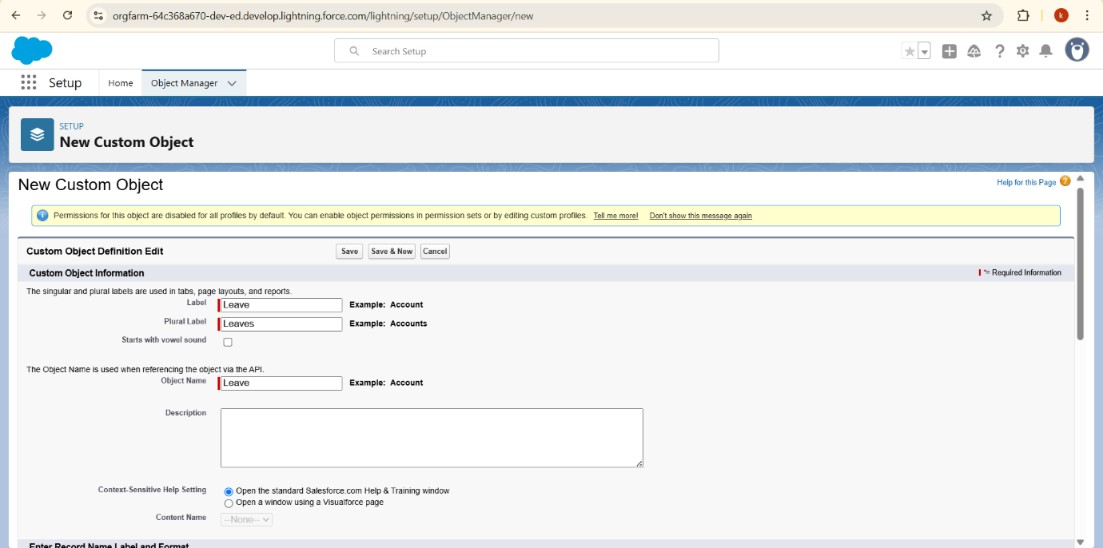 orgfarm-64c368a670-dev-ed.develop.lightning.force.com/lightning/setup/ObjectManager/new
k
Search Setup
Setup Home Object Manager
SETUP
New Custom Object
New Custom Object
Help for this Page ?
Permissions for this object are disabled for all profiles by default. You can enable object permissions in permission sets or by editing custom profiles. Tell me more! Don't show this message again
Custom Object Definition Edit Save Save & New Cancel
Custom Object Information = Required Information
The singular and plural labels are used in tabs, page layouts, and reports.
Label Leave Example: Account
Plural Label Leaves Example: Accounts
Starts with vowel sound
The Object Name is used when referencing the object via the API.
Object Name Leave Example: Account
Description
Context-Sensitive Help Setting Open the standard Salesforce.com Help & Training window
Open a window using a Visualforce page
Content Name --None--
Enter Record Name Label and Format